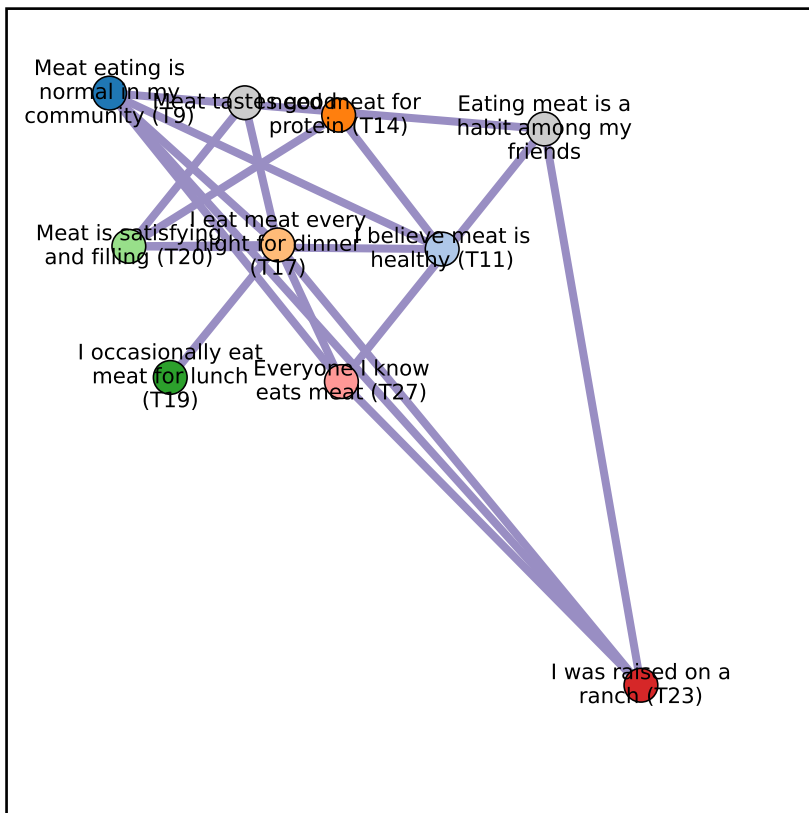 Meat eating is
normal in my
community (T9)
Meat tastes good
I need meat for
protein (T14)
Eating meat is a
habit among my
friends
Meat is satisfying
and filling (T20)
I eat meat every
night for dinner
(T17)
I believe meat is
healthy (T11)
I occasionally eat
meat for lunch
(T19)
Everyone I know
eats meat (T27)
I was raised on a
ranch (T23)